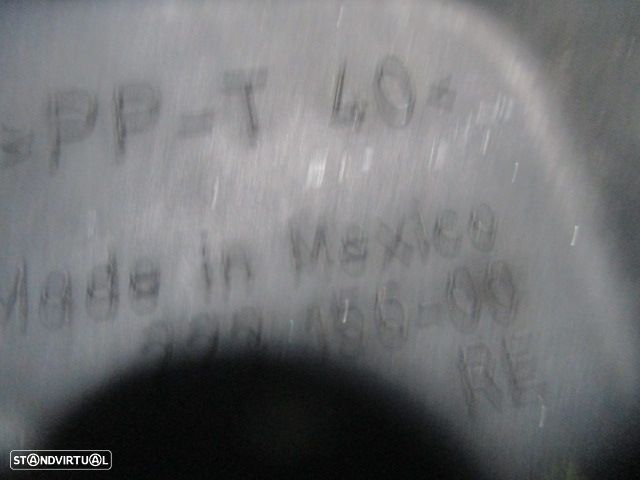 *PP-T 40*
Made in Mexico
RE
STANDVIRTUAL